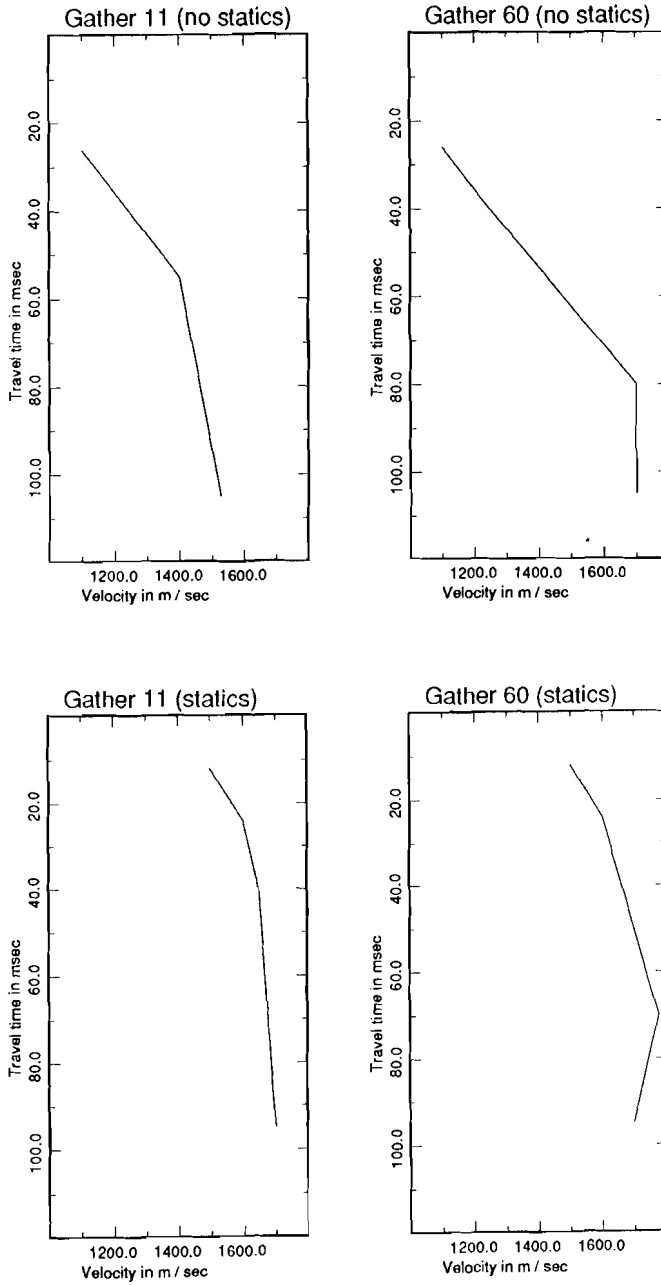 Gather 11 (no statics)
Travel time in msec
20.0
40.0
60.0
80.0
100.0
1200.0 1400.0 1600.0
Velocity in m / sec
Gather 60 (no statics)
Travel time in msec
20.0
40.0
60.0
80.0
100.0
1200.0 1400.0 1600.0
Velocity in m / sec
Gather 11 (statics)
Travel time in msec
20.0
40.0
60.0
80.0
100.0
1200.0 1400.0 1600.0
Velocity in m / sec
Gather 60 (statics)
Travel time in msec
20.0
40.0
60.0
80.0
100.0
1200.0 1400.0 1600.0
Velocity in m / sec